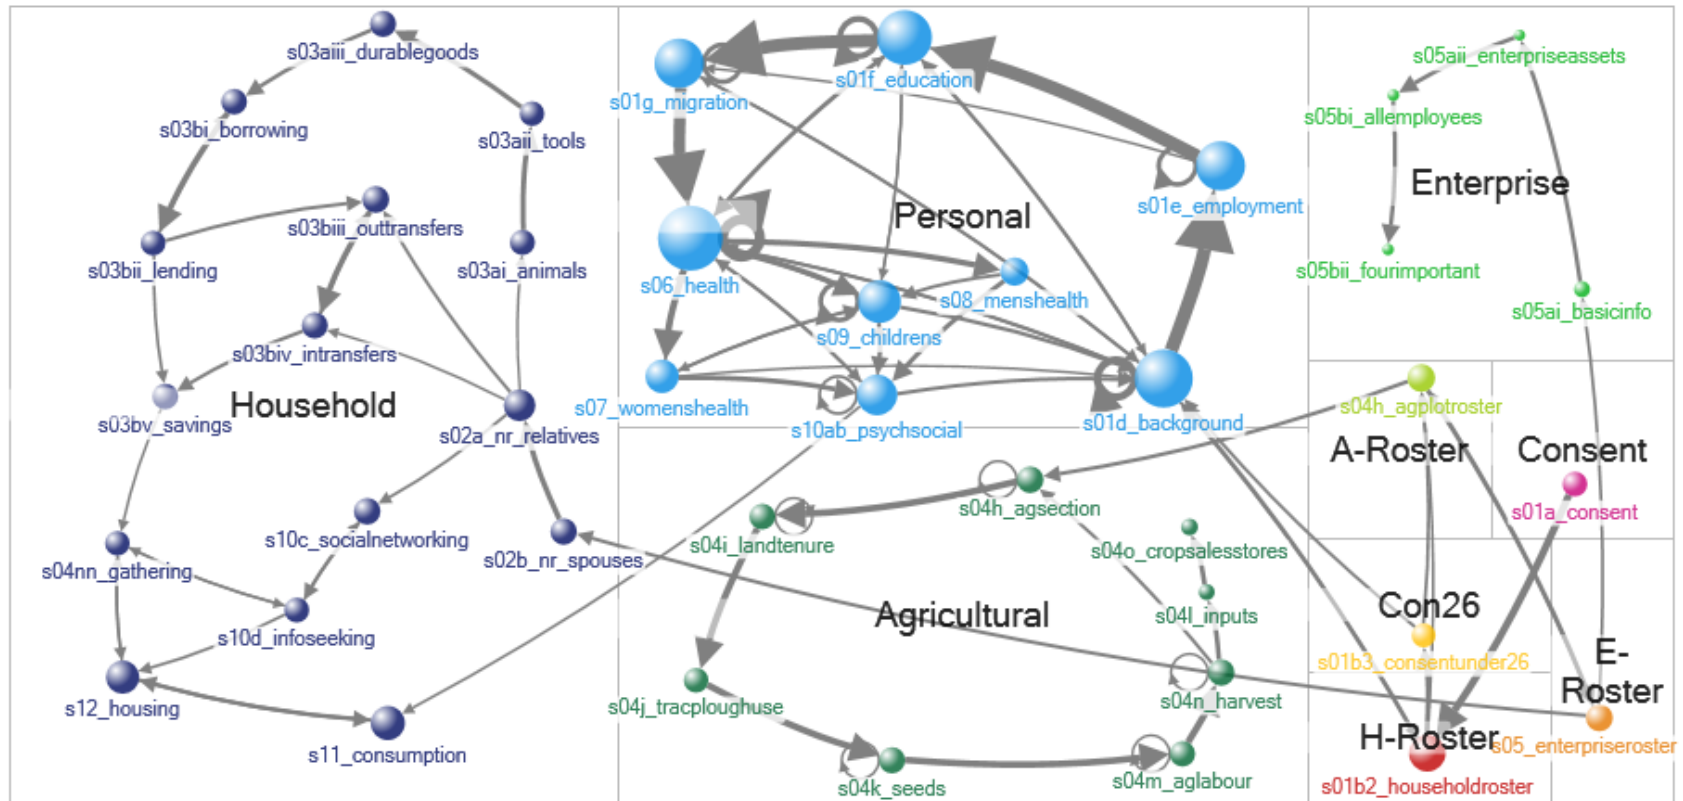 s03aiii_durablegoods
s03bi_borrowing
s03aii_tools
s03biii_outtransfers
s03bii_lending
s03ai_animals
s03biv_intransfers
Household
s03bv_savings
s02a_nr_relatives
s10c_socialnetworking
s02b_nr_spouses
s04nn_gathering
s10d_infoseeking
s12_housing
s11_consumption
s01f_education
s01g_migration
s01e_employment
Personal
s06_health
s08_menshealth
s09_childrens
s07_womenshealth
s10ab_psychsocial
s01d_background
s04h_agsection
s04i_landtenure
s04o_cropsalesstores
Agricultural
s04l_inputs
s04j_tracploughuse
s04n_harvest
s04k_seeds
s04m_aglabour
s05aii_enterpriseassets
s05bi_allemployees
Enterprise
s05bii_fourimportant
s05ai_basicinfo
s04h_agplotroster
A-Roster
Consent
s01a_consent
Con26
s01b3_consentunder26
E-
Roster
H-Roster
s05_enterpriseroster
s01b2_householdroster